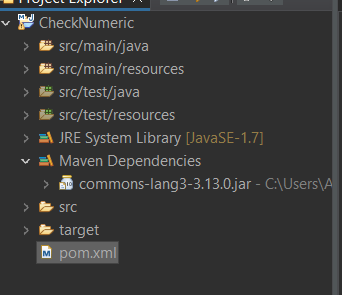 Project Explorer
CheckNumeric
src/main/java
src/main/resources
src/test/java
src/test/resources
JRE System Library [JavaSE-1.7]
Maven Dependencies
commons-lang3-3.13.0.jar - C:\Users\A
src
target
pom.xml